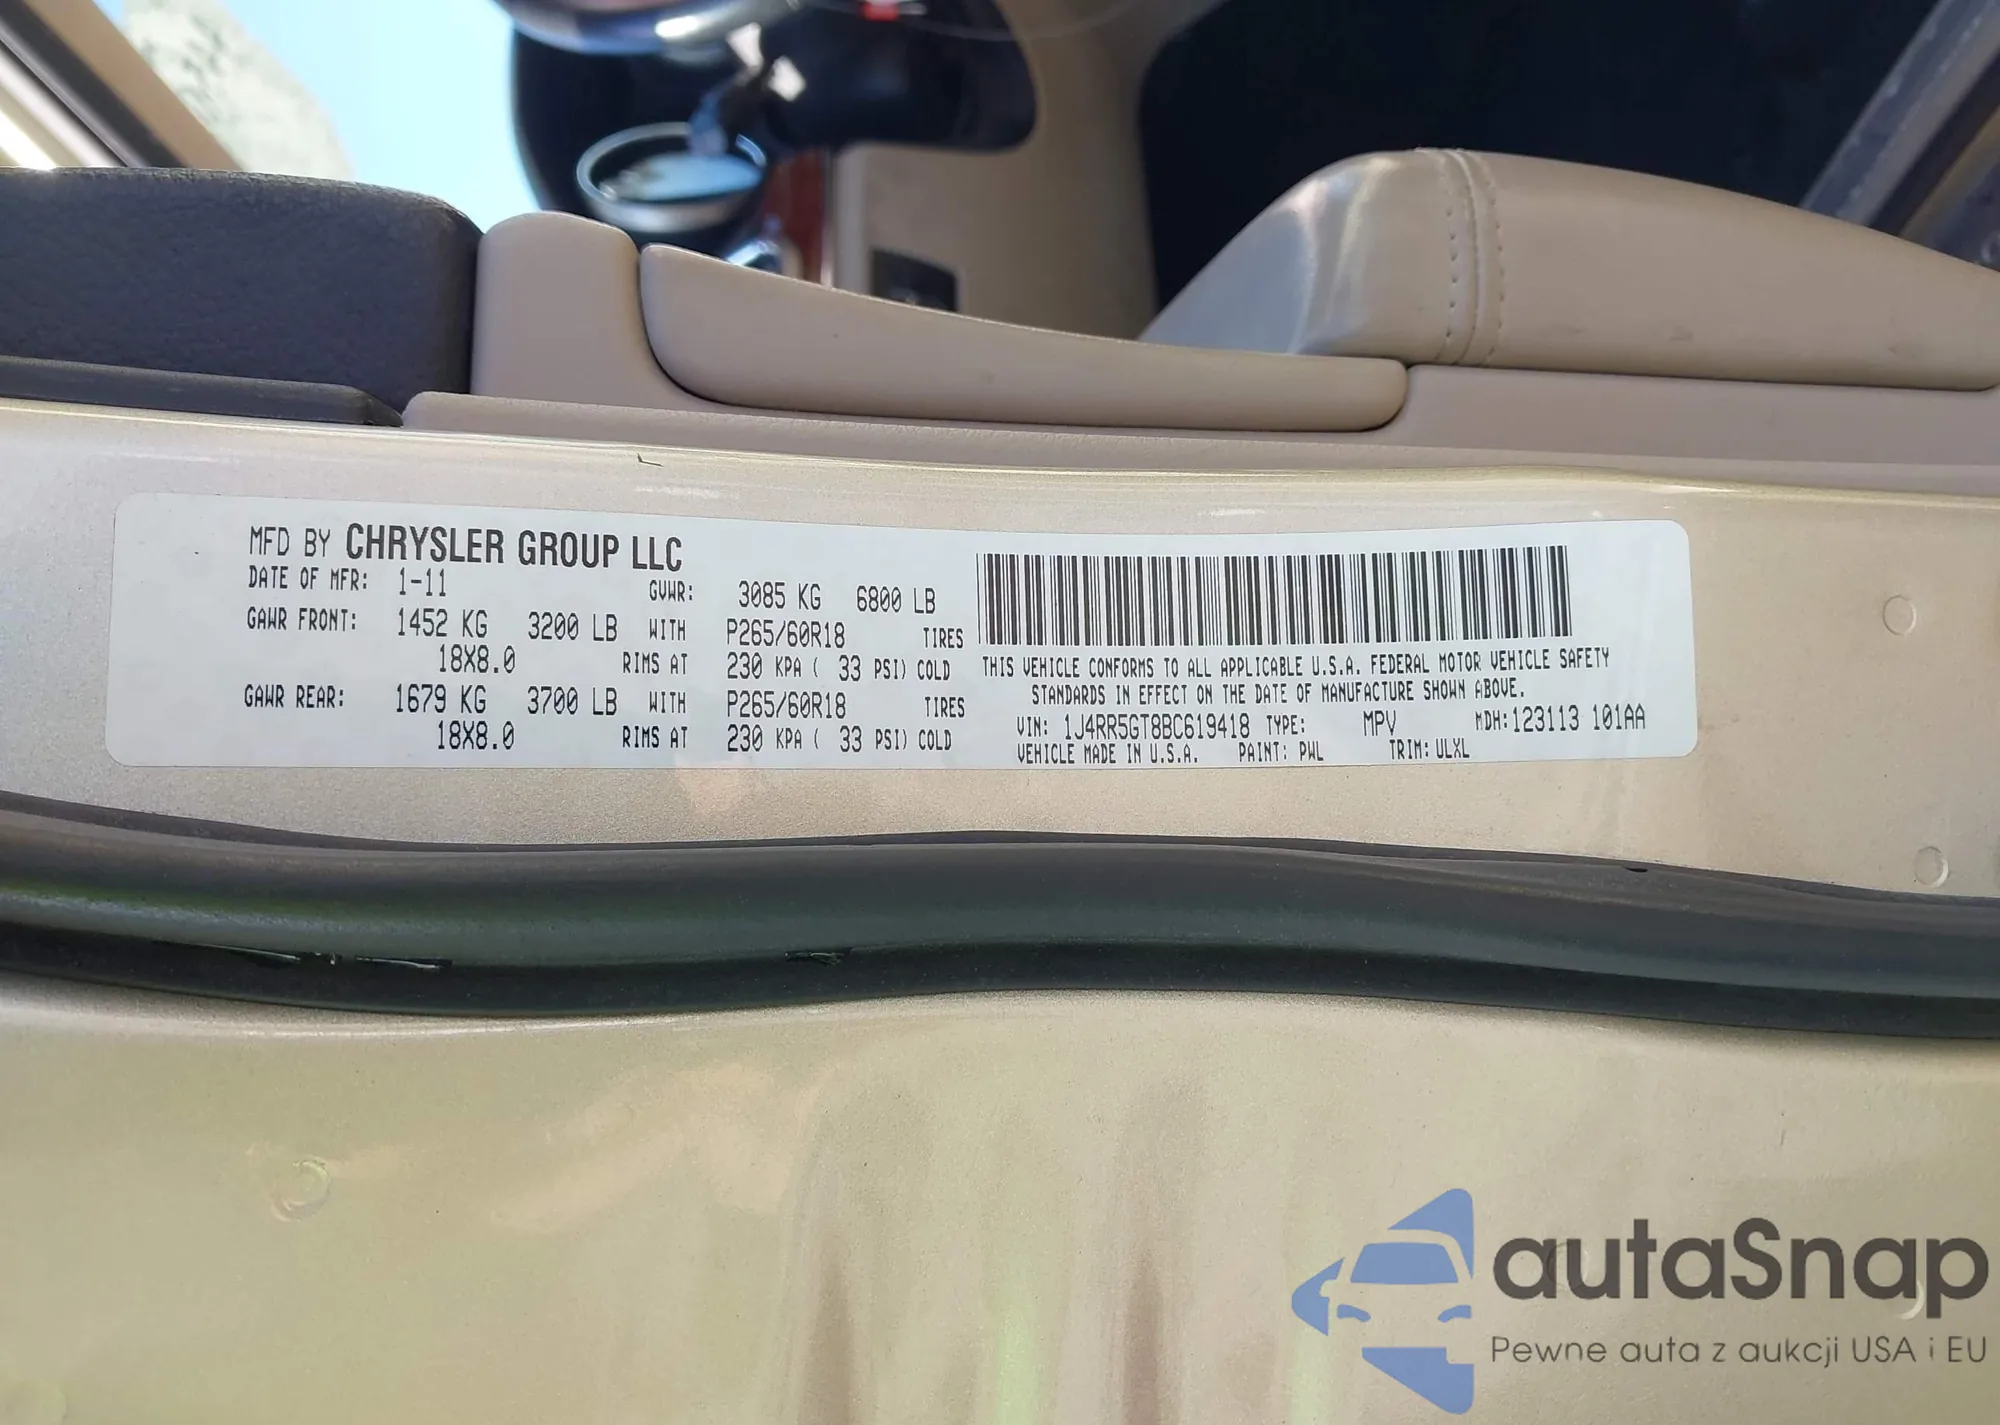 MFD BY CHRYSLER GROUP LLC
DATE OF MFR: 1-11 GVWR: 3085 KG 6800 LB
GAWR FRONT: 1452 KG 3200 LB WITH P265/60R18 TIRES
18X8.0 RIMS AT 230 KPA ( 33 PSI) COLD
GAWR REAR: 1679 KG 3700 LB WITH P265/60R18 TIRES
18X8.0 RIMS AT 230 KPA ( 33 PSI) COLD
THIS VEHICLE CONFORMS TO ALL APPLICABLE U.S.A. FEDERAL MOTOR VEHICLE SAFETY
STANDARDS IN EFFECT ON THE DATE OF MANUFACTURE SHOWN ABOVE.
VIN: 1J4RR5GT8BC619418 TYPE: MPV MDH:123113 101AA
VEHICLE MADE IN U.S.A. PAINT: PWL TRIM: ULXL
autaSnap
Pewne auta z aukcji USA i EU